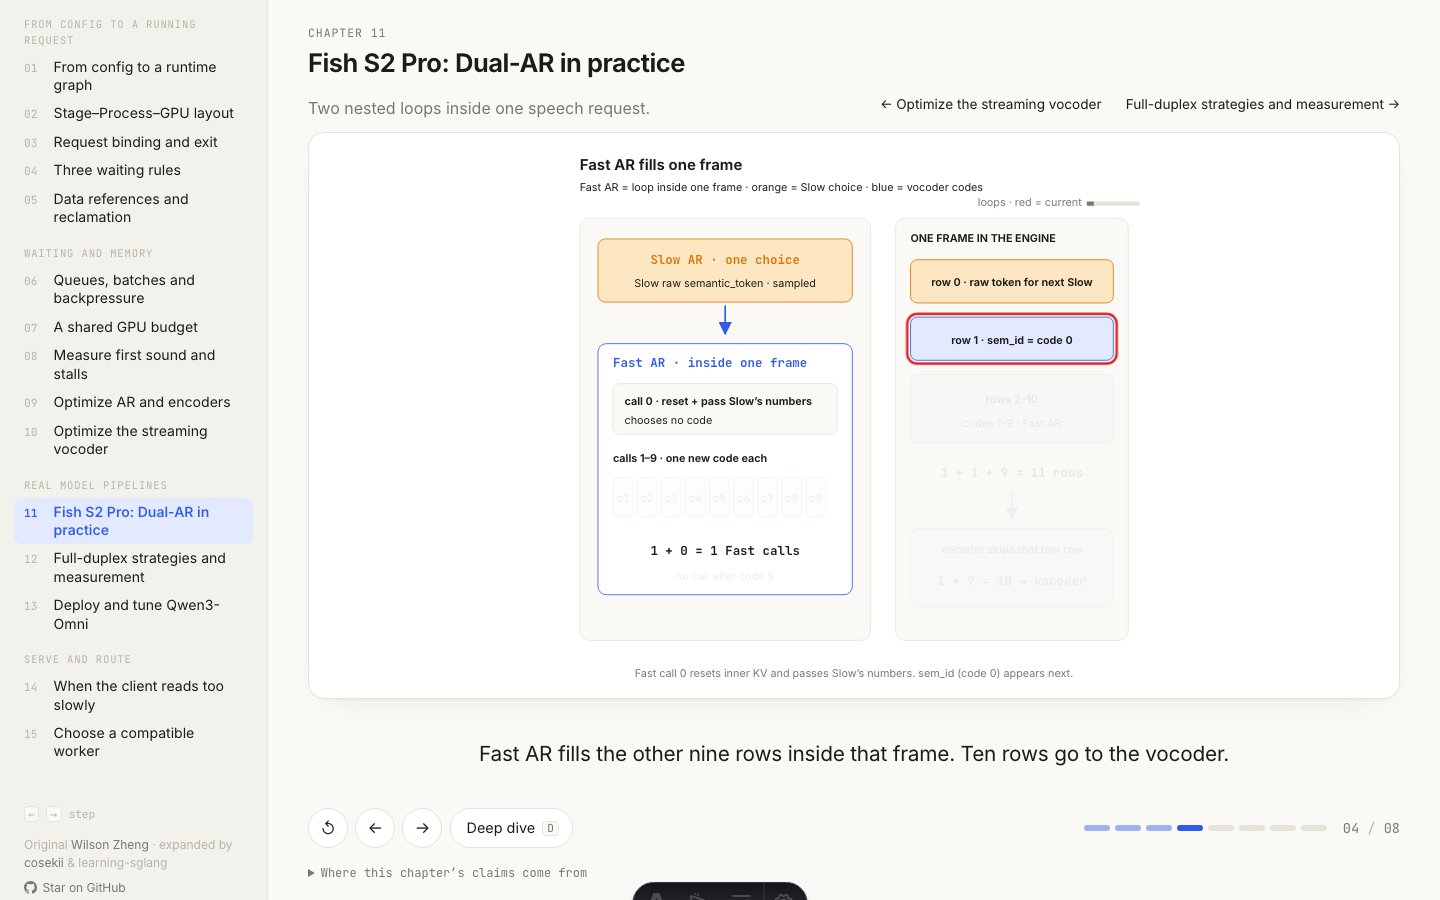 FROM CONFIG TO A RUNNING
REQUEST
01 From config to a runtime
graph
02 Stage–Process–GPU layout
03 Request binding and exit
04 Three waiting rules
05 Data references and
reclamation
WAITING AND MEMORY
06 Queues, batches and
backpressure
07 A shared GPU budget
08 Measure first sound and
stalls
09 Optimize AR and encoders
10 Optimize the streaming
vocoder
REAL MODEL PIPELINES
11 Fish S2 Pro: Dual-AR in
practice
12 Full-duplex strategies and
measurement
13 Deploy and tune Qwen3-
Omni
SERVE AND ROUTE
14 When the client reads too
slowly
15 Choose a compatible
worker
← → step
Original Wilson Zheng · expanded by
cosekii & learning-sglang
Star on GitHub
CHAPTER 11
Fish S2 Pro: Dual-AR in practice
Two nested loops inside one speech request.
← Optimize the streaming vocoder
Full-duplex strategies and measurement →
Fast AR fills one frame
Fast AR = loop inside one frame · orange = Slow choice · blue = vocoder codes
loops · red = current
Slow AR · one choice
Slow raw semantic_token · sampled
Fast AR · inside one frame
call 0 · reset + pass Slow’s numbers
chooses no code
calls 1–9 · one new code each
c1 c2 c3 c4 c5 c6 c7 c8 c9
1 + 0 = 1 Fast calls
no call after code 9
ONE FRAME IN THE ENGINE
row 0 · raw token for next Slow
row 1 · sem_id = code 0
rows 2–10
codes 1–9 · Fast AR
1 + 1 + 9 = 11 rows
vocoder skips that raw row
1 + 9 = 10 → vocoder
Fast call 0 resets inner KV and passes Slow’s numbers. sem_id (code 0) appears next.
Fast AR fills the other nine rows inside that frame. Ten rows go to the vocoder.
Deep dive D
04 / 08
Where this chapter’s claims come from